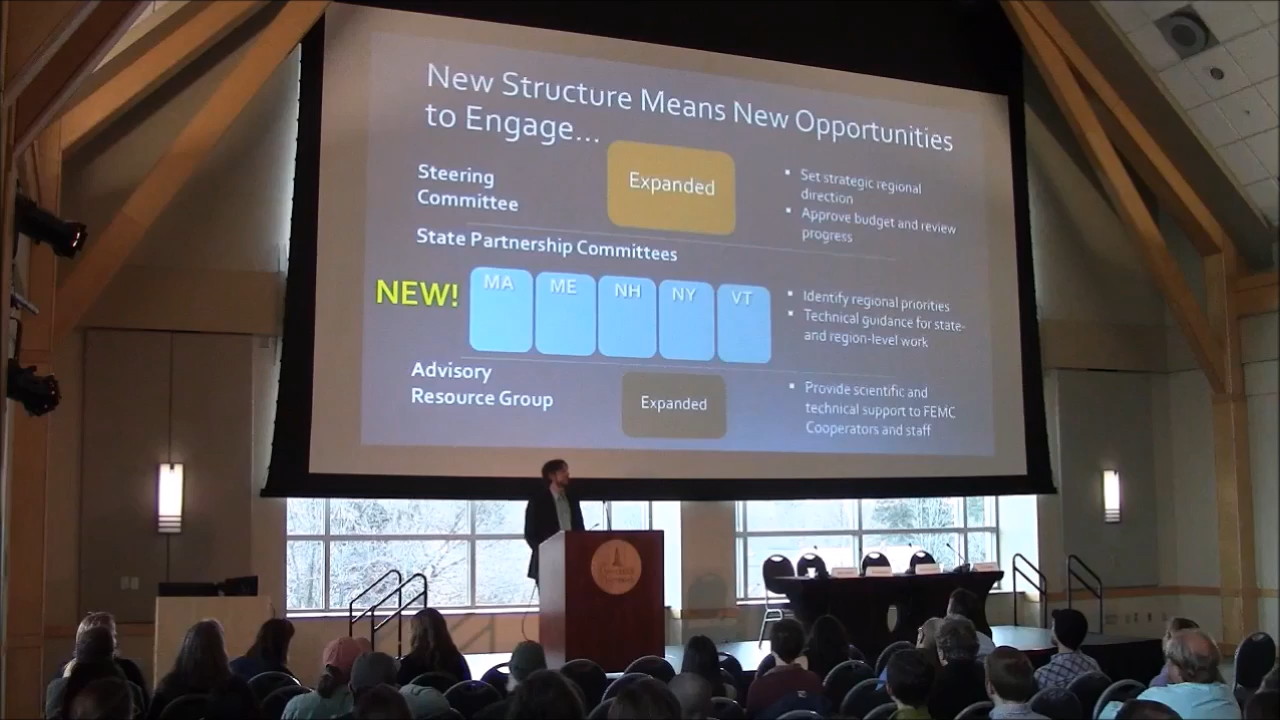 New Structure Means New Opportunities
to Engage...
Steering
Committee
Expanded
▪ Set strategic regional
direction
▪ Approve budget and review
progress
State Partnership Committees
NEW!
MA
ME
NH
NY
VT
▪ Identify regional priorities
▪ Technical guidance for state-
and region-level work
Advisory
Resource Group
Expanded
▪ Provide scientific and
technical support to FEMC
Cooperators and staff